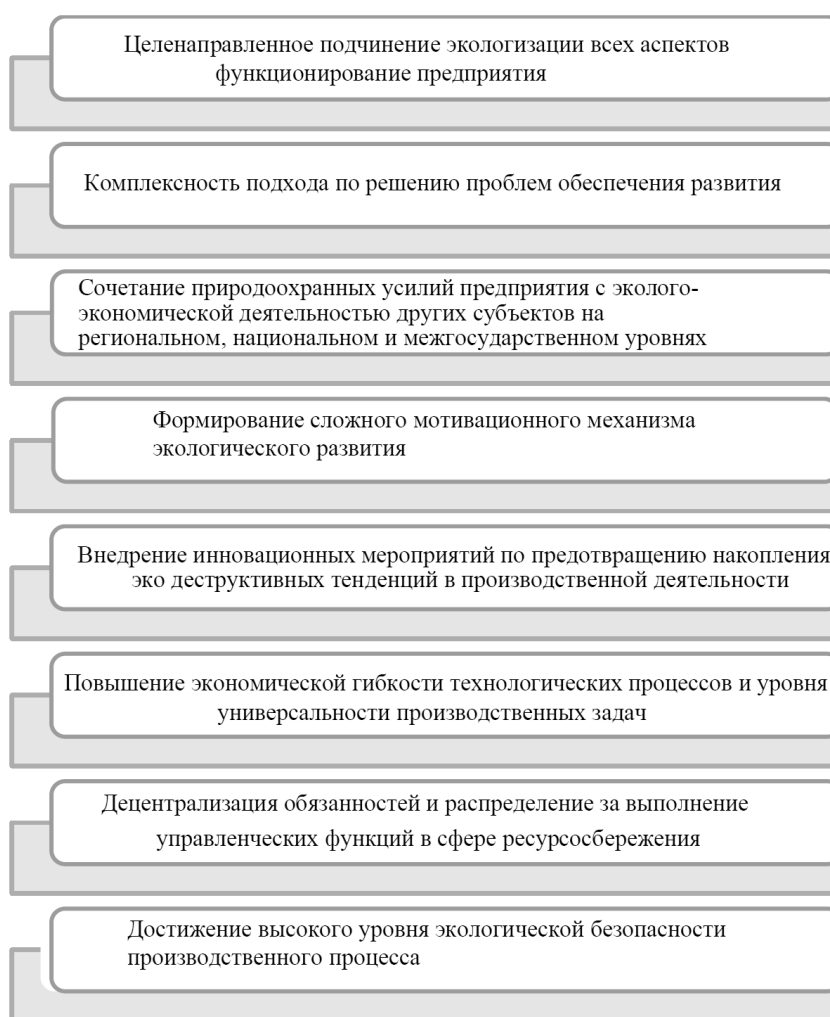 Целенаправленное подчинение экологизации всех аспектов
функционирование предприятия
Комплексность подхода по решению проблем обеспечения развития
Сочетание природоохранных усилий предприятия с эколого-
экономической деятельностью других субъектов на
региональном, национальном и межгосударственном уровнях
Формирование сложного мотивационного механизма
экологического развития
Внедрение инновационных мероприятий по предотвращению накопления
эко деструктивных тенденций в производственной деятельности
Повышение экономической гибкости технологических процессов и уровня
универсальности производственных задач
Децентрализация обязанностей и распределение за выполнение
управленческих функций в сфере ресурсосбережения
Достижение высокого уровня экологической безопасности
производственного процесса